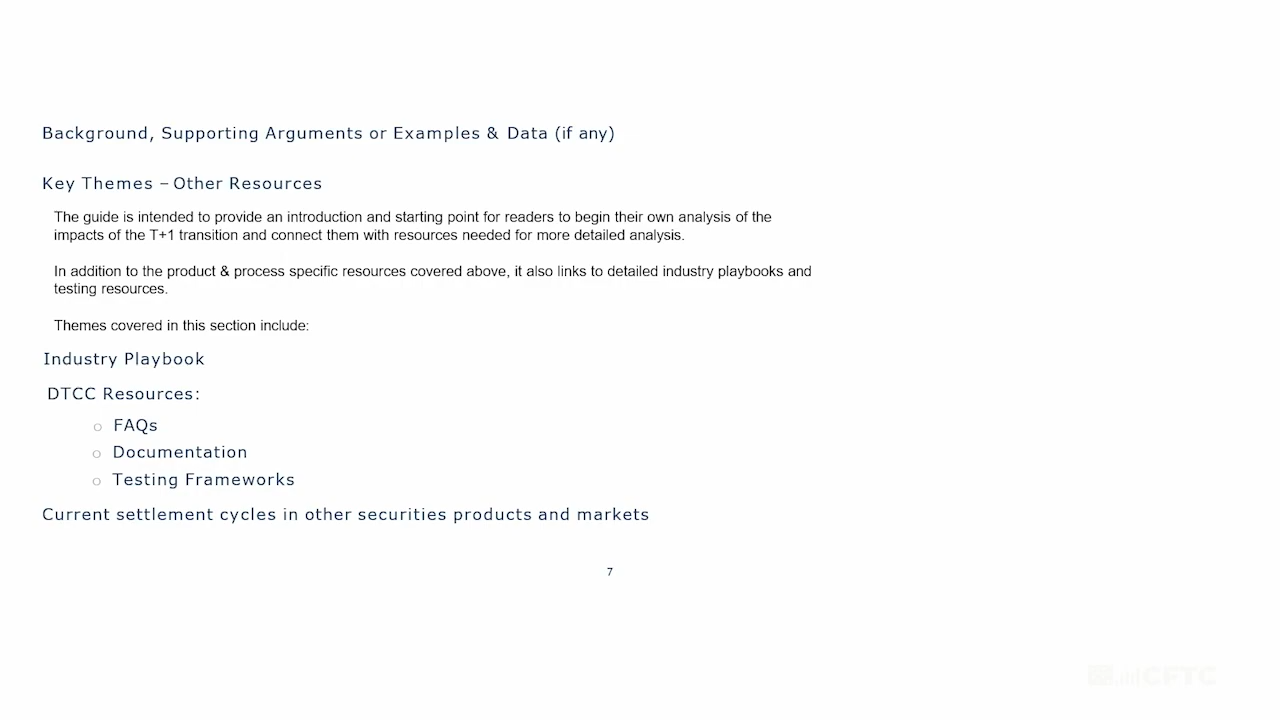 Background, Supporting Arguments or Examples & Data (if any)
Key Themes – Other Resources
The guide is intended to provide an introduction and starting point for readers to begin their own analysis of the
impacts of the T+1 transition and connect them with resources needed for more detailed analysis.
In addition to the product & process specific resources covered above, it also links to detailed industry playbooks and
testing resources.
Themes covered in this section include:
Industry Playbook
DTCC Resources:
o FAQs
o Documentation
o Testing Frameworks
Current settlement cycles in other securities products and markets
7
CFTC